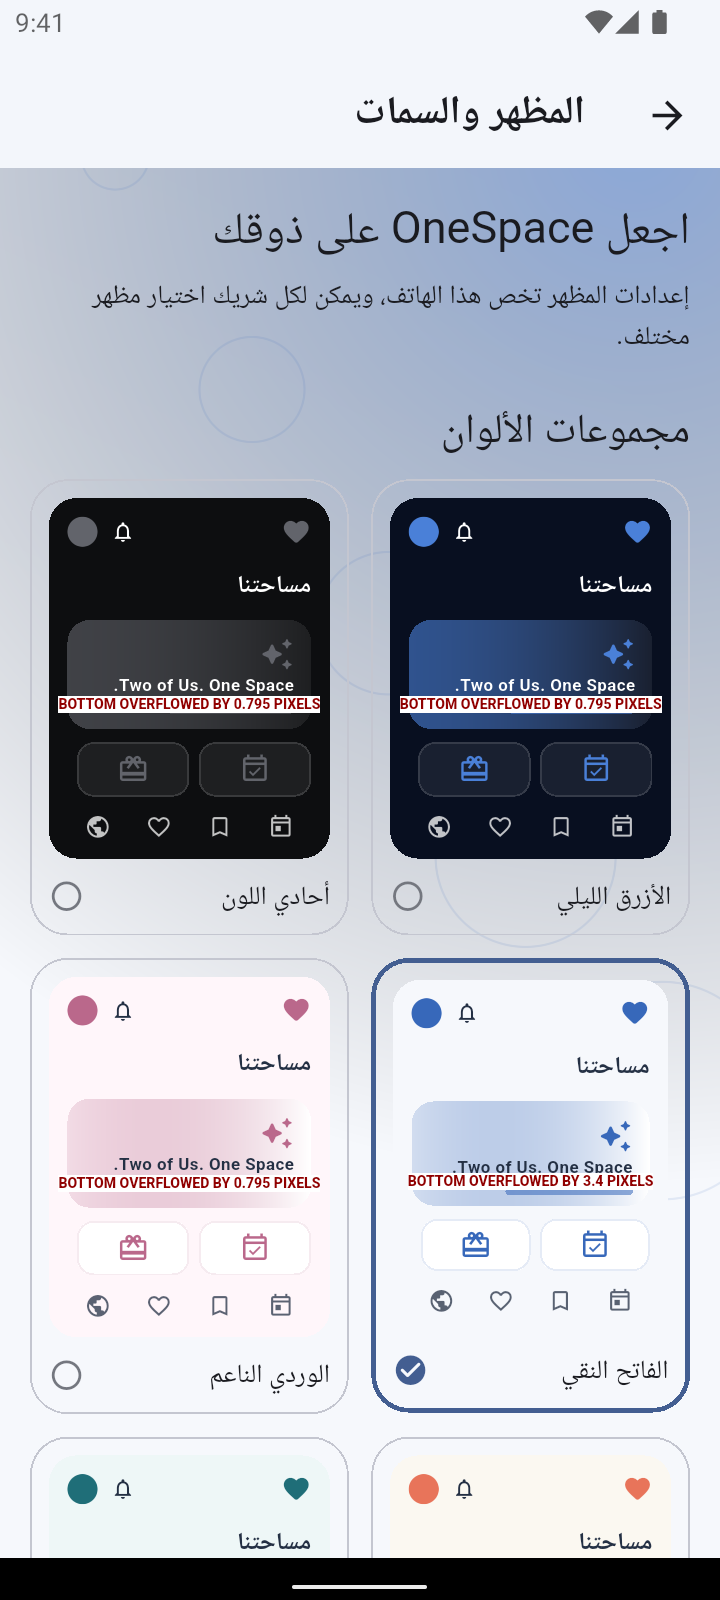 9:41
المظهر والسمات
اجعل OneSpace على ذوقك
إعدادات المظهر تخص هذا الهاتف، ويمكن لكل شريك اختيار مظهر
مختلف.
مجموعات الألوان
مساحتنا
Two of Us. One Space.
BOTTOM OVERFLOWED BY 0.795 PIXELS
الأزرق الليلي
مساحتنا
Two of Us. One Space.
BOTTOM OVERFLOWED BY 0.795 PIXELS
أحادي اللون
مساحتنا
Two of Us. One Space.
BOTTOM OVERFLOWED BY 3.4 PIXELS
الفاتح النقي
مساحتنا
Two of Us. One Space.
BOTTOM OVERFLOWED BY 0.795 PIXELS
الوردي الناعم
مساحتنا
مساحتنا